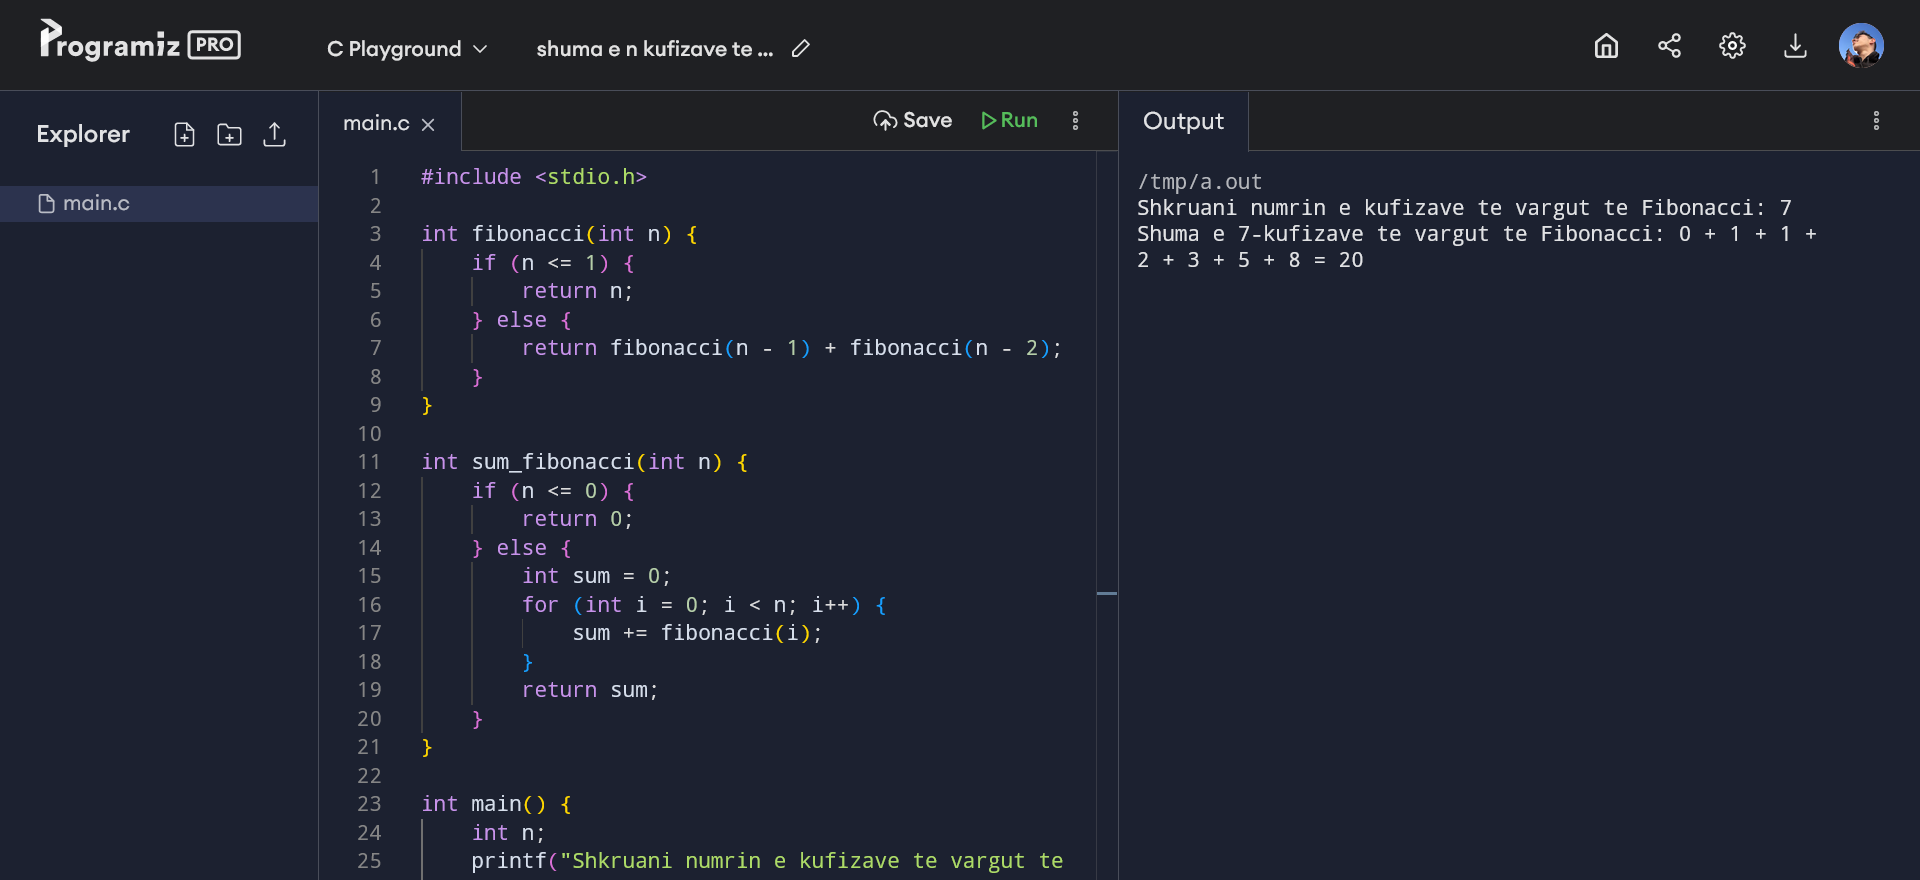 Programiz PRO
C Playground
shuma e n kufizave te ...
Explorer
main.c
main.c
Save
Run
1 #include <stdio.h>
2
3 int fibonacci(int n) {
4     if (n <= 1) {
5         return n;
6     } else {
7         return fibonacci(n - 1) + fibonacci(n - 2);
8     }
9 }
10
11 int sum_fibonacci(int n) {
12     if (n <= 0) {
13         return 0;
14     } else {
15         int sum = 0;
16         for (int i = 0; i < n; i++) {
17             sum += fibonacci(i);
18         }
19         return sum;
20     }
21 }
22
23 int main() {
24     int n;
25     printf("Shkruani numrin e kufizave te vargut te
Output
/tmp/a.out
Shkruani numrin e kufizave te vargut te Fibonacci: 7
Shuma e 7-kufizave te vargut te Fibonacci: 0 + 1 + 1 +
2 + 3 + 5 + 8 = 20